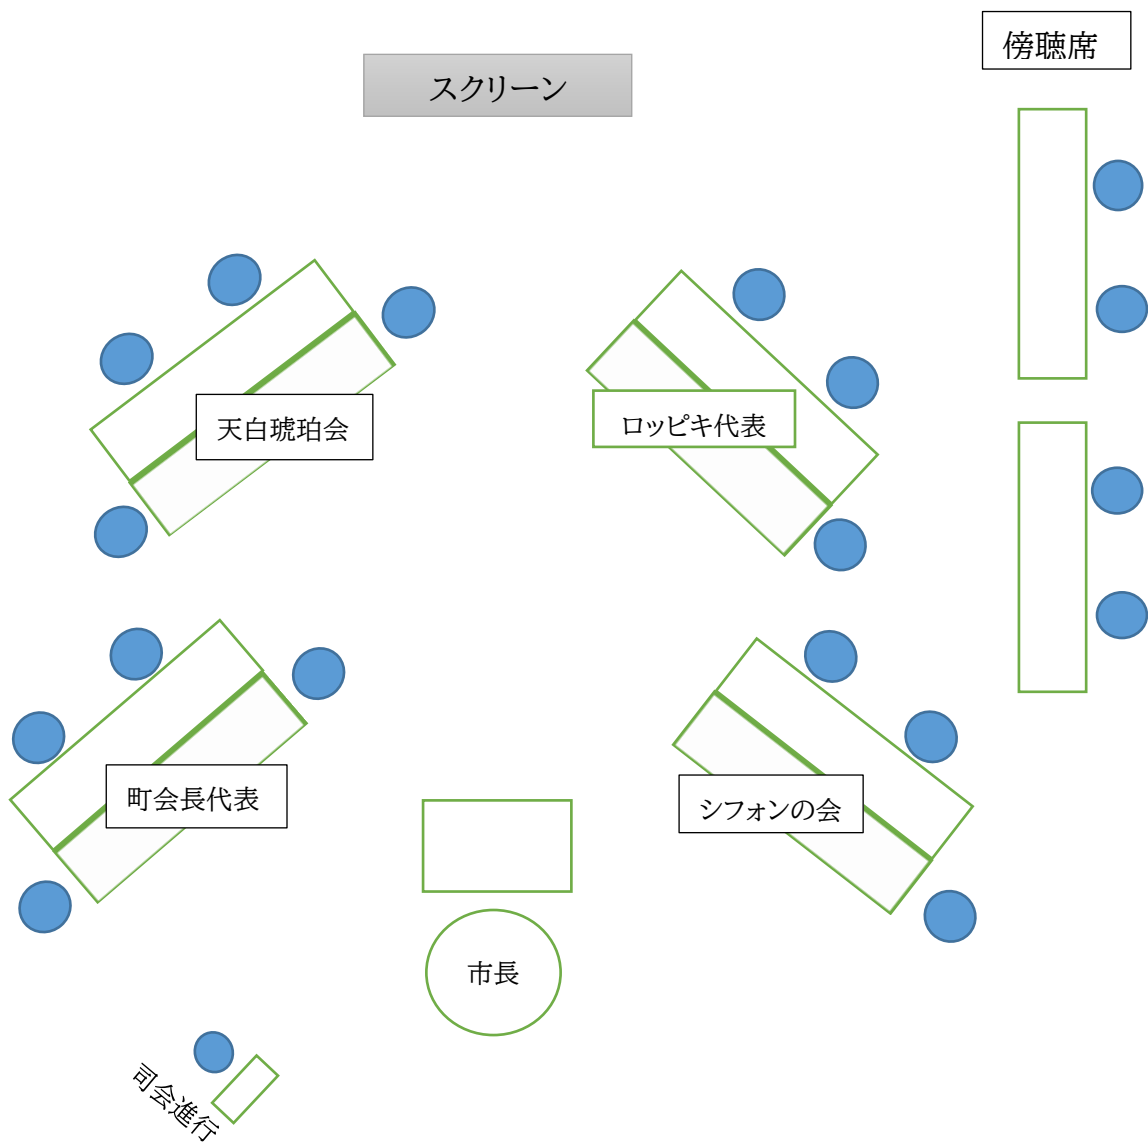 傍聴席
スクリーン
天白琥珀会
ロッピキ代表
町会長代表
シフォンの会
市長
司会進行